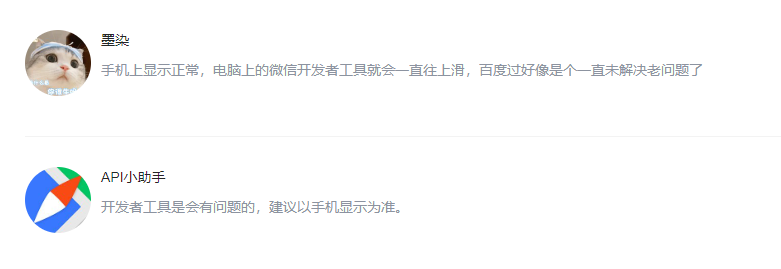 墨染
手机上显示正常，电脑上的微信开发者工具就会一直往上滑，百度过好像是个一直未解决老问题了
API小助手
开发者工具是会有问题的，建议以手机显示为准。